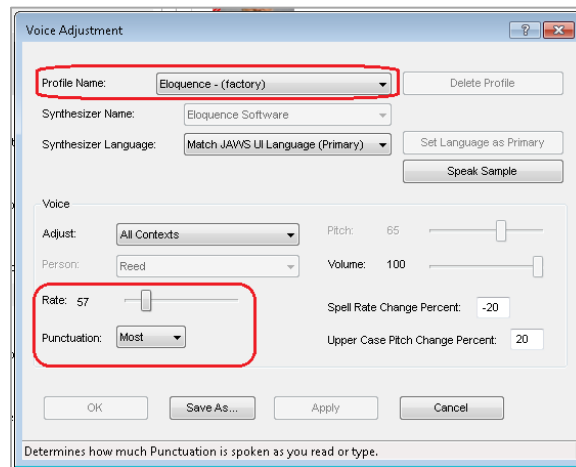 Voice Adjustment
Profile Name: Eloquence - (factory) Delete Profile
Synthesizer Name: Eloquence Software
Synthesizer Language: Match JAWS UI Language (Primary) Set Language as Primary
Speak Sample
Voice
Adjust: All Contexts Pitch: 65
Person: Reed Volume: 100
Rate: 57 Spell Rate Change Percent: -20
Punctuation: Most Upper Case Pitch Change Percent: 20
OK Save As... Apply Cancel
Determines how much Punctuation is spoken as you read or type.